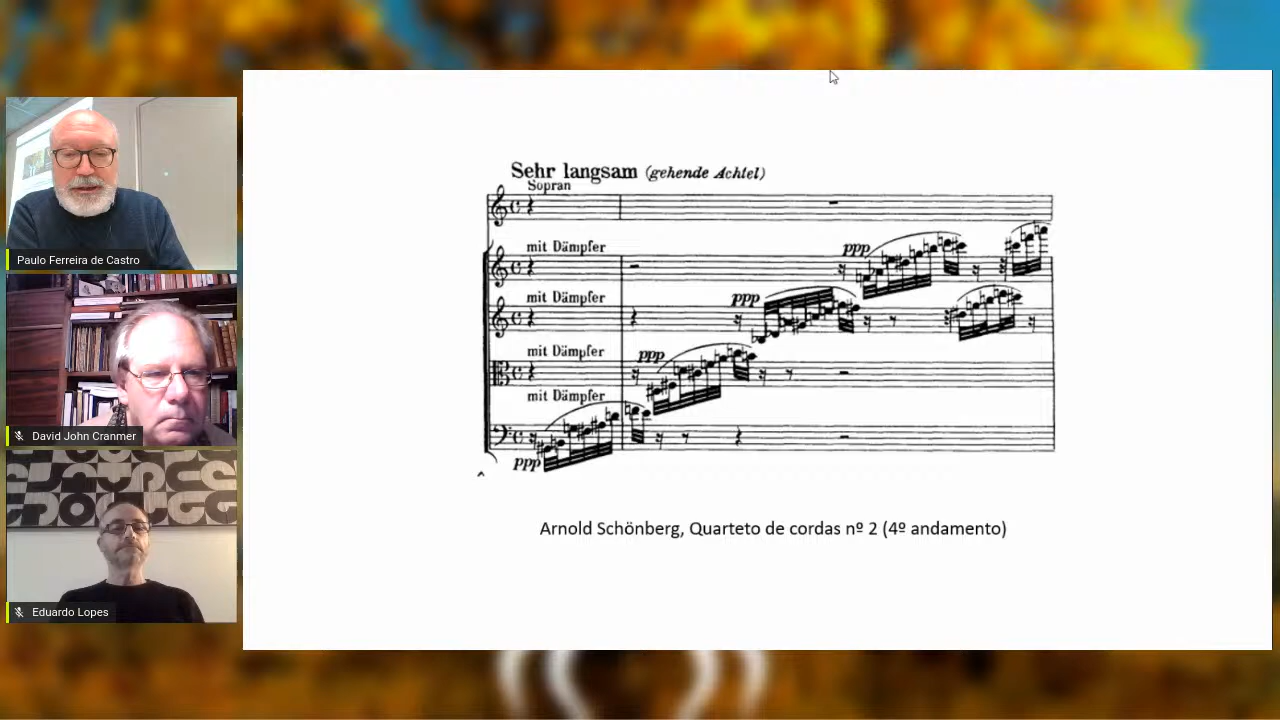 Paulo Ferreira de Castro
David John Cranmer
Eduardo Lopes
Sehr langsam (gehende Achtel)
Sopran
mit Dämpfer
ppp
mit Dämpfer
ppp
mit Dämpfer
ppp
mit Dämpfer
ppp
Arnold Schönberg, Quarteto de cordas nº 2 (4º andamento)